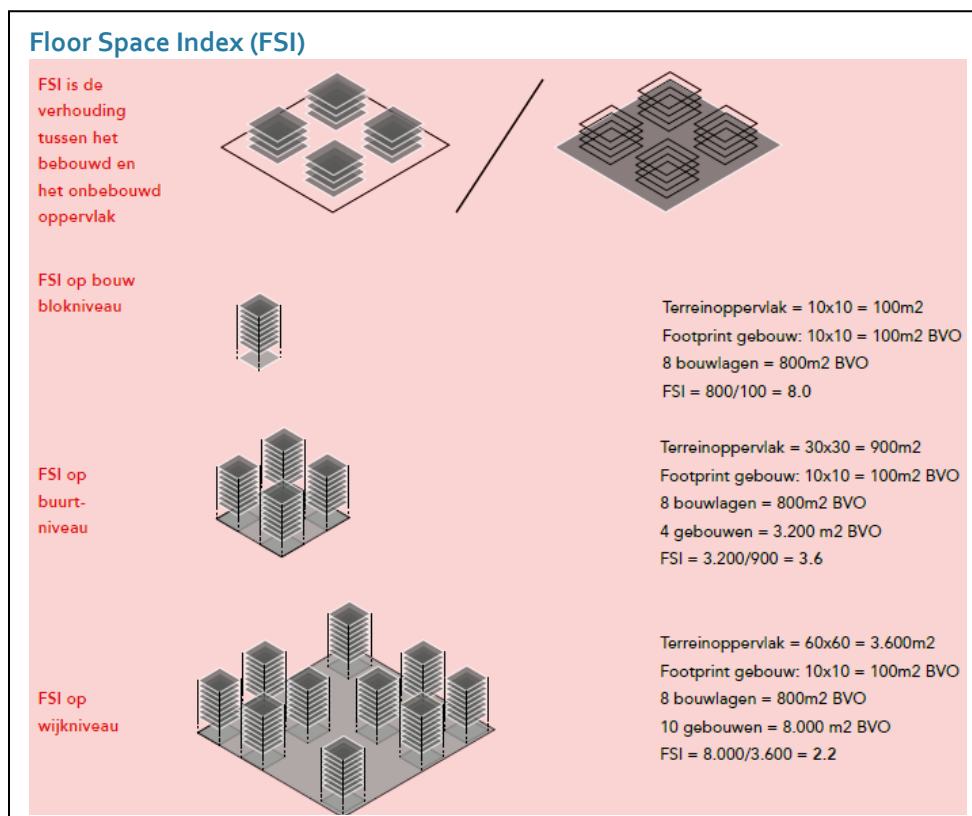 Floor Space Index (FSI)
FSI is de
verhouding
tussen het
bebouwd en
het onbebouwd
oppervlak
FSI op bouw
blokniveau
Terreinoppervlak = 10x10 = 100m2
Footprint gebouw: 10x10 = 100m2 BVO
8 bouwlagen = 800m2 BVO
FSI = 800/100 = 8.0
FSI op
buurt-
niveau
Terreinoppervlak = 30x30 = 900m2
Footprint gebouw: 10x10 = 100m2 BVO
8 bouwlagen = 800m2 BVO
4 gebouwen = 3.200 m2 BVO
FSI = 3.200/900 = 3.6
FSI op
wijkniveau
Terreinoppervlak = 60x60 = 3.600m2
Footprint gebouw: 10x10 = 100m2 BVO
8 bouwlagen = 800m2 BVO
10 gebouwen = 8.000 m2 BVO
FSI = 8.000/3.600 = 2.2